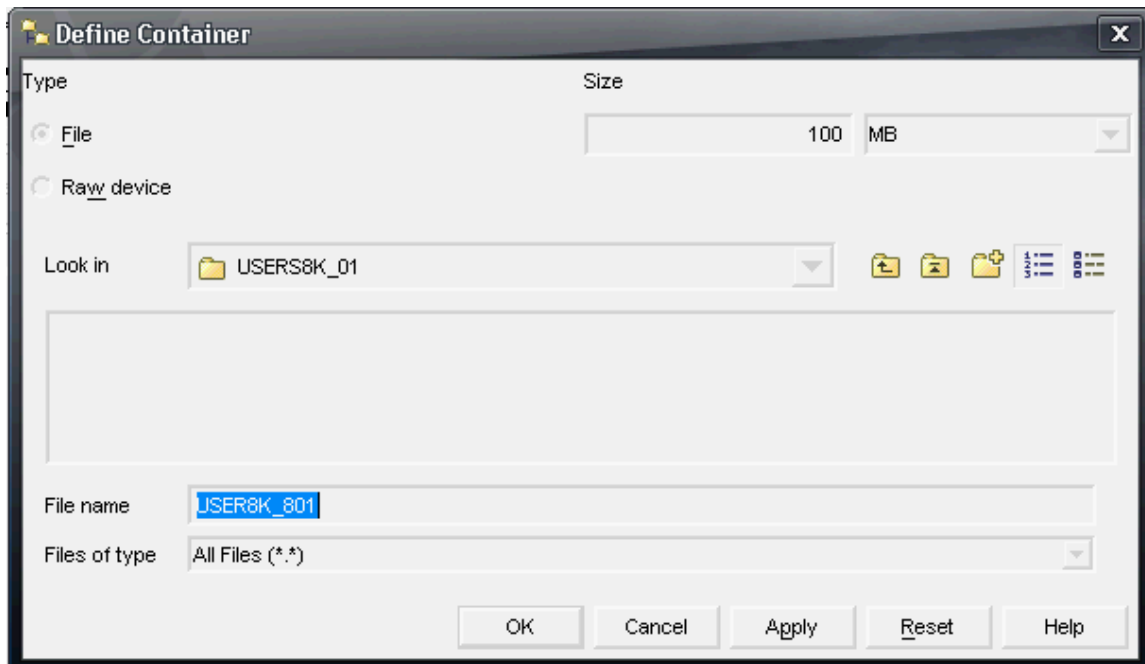 Define Container
Type Size
File 100 MB
Raw device
Look in USERS8K_01
File name USER8K_801
Files of type All Files (*.*)
OK Cancel Apply Reset Help